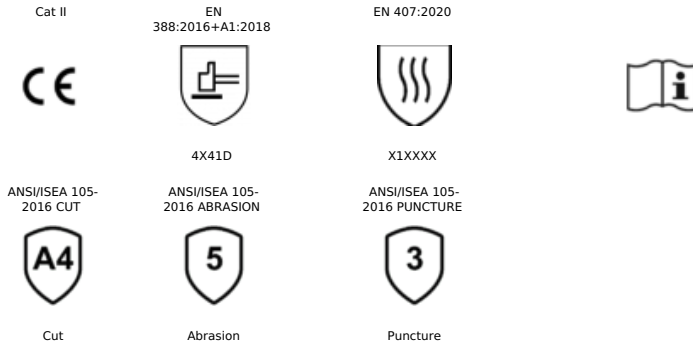 Cat II
EN
388:2016+A1:2018
EN 407:2020
CE
i
4X41D
X1XXXX
ANSI/ISEA 105-
2016 CUT
ANSI/ISEA 105-
2016 ABRASION
ANSI/ISEA 105-
2016 PUNCTURE
A4
5
3
Cut
Abrasion
Puncture